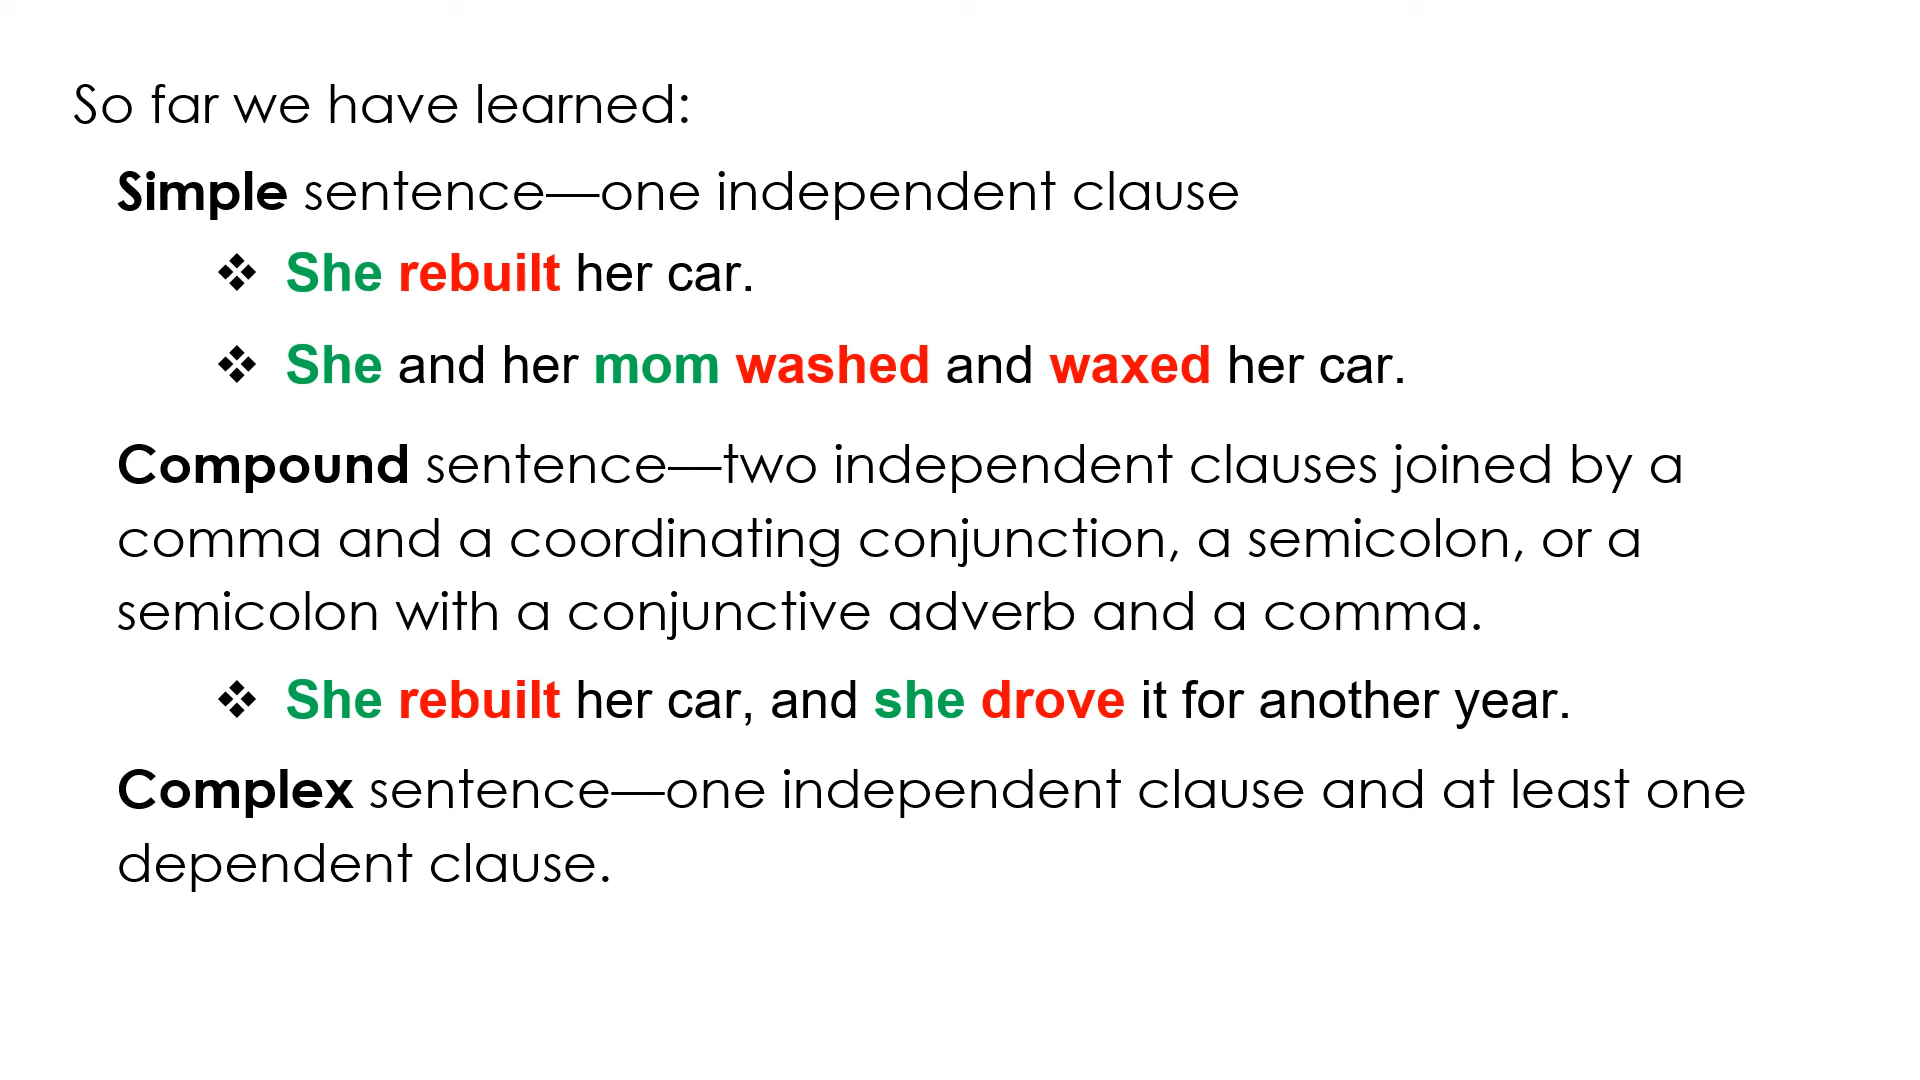 So far we have learned:
Simple sentence—one independent clause
❖ She rebuilt her car.
❖ She and her mom washed and waxed her car.
Compound sentence—two independent clauses joined by a
comma and a coordinating conjunction, a semicolon, or a
semicolon with a conjunctive adverb and a comma.
❖ She rebuilt her car, and she drove it for another year.
Complex sentence—one independent clause and at least one
dependent clause.